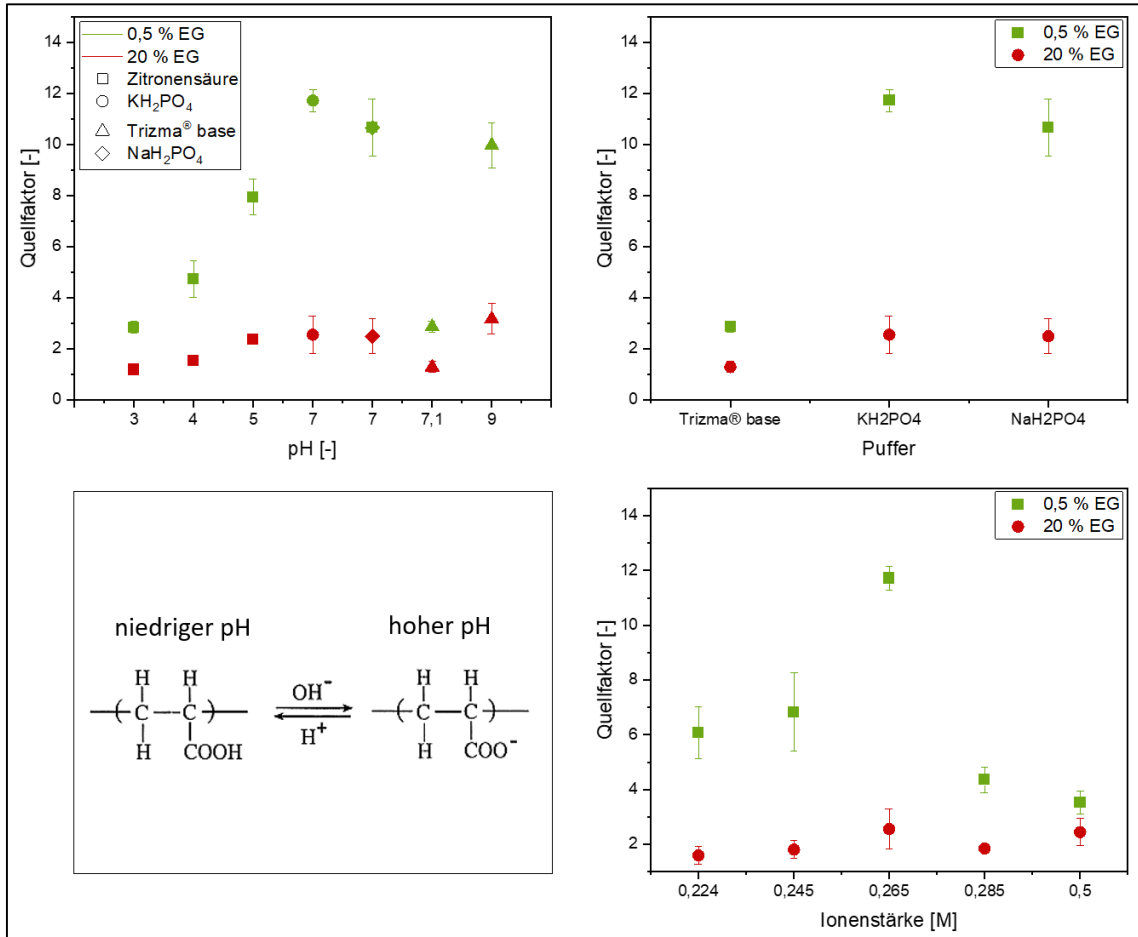 0,5 % EG
20 % EG
Zitronensäure
KH₂PO₄
Trizma® base
NaH₂PO₄
14
12
10
8
6
4
2
0
Quellfaktor [-]
3 4 5 7 7 7,1 9
pH [-]
0,5 % EG
20 % EG
14
12
10
8
6
4
2
0
Quellfaktor [-]
Trizma® base KH2PO4 NaH2PO4
Puffer
niedriger pH hoher pH
H H H H
OH⁻
C C C C
H⁺
H COOH H COO⁻
0,5 % EG
20 % EG
14
12
10
8
6
4
2
Quellfaktor [-]
0,224 0,245 0,265 0,285 0,5
Ionenstärke [M]